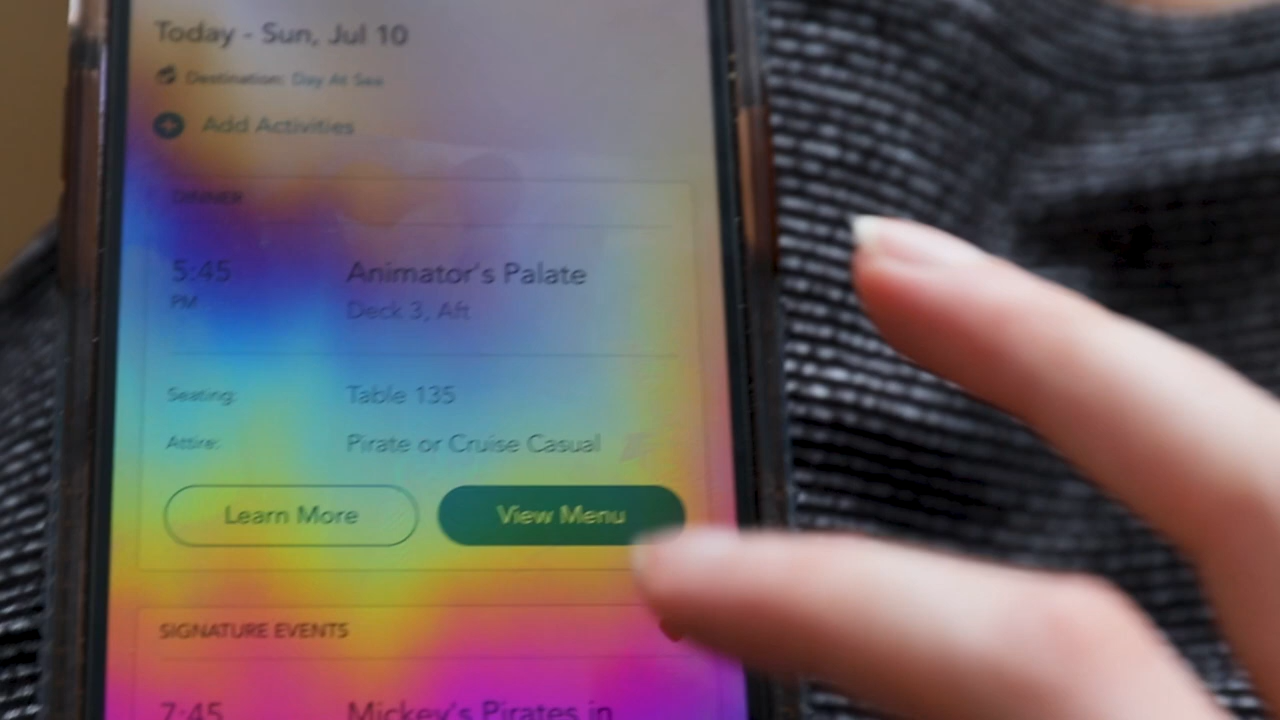 Today - Sun, Jul 10
Destination: Day At Sea
Add Activities
DINNER
5:45 PM
Animator's Palate
Deck 3, Aft
Seating: Table 135
Attire: Pirate or Cruise Casual
Learn More
View Menu
SIGNATURE EVENTS
7:45 Mickey's Pirates in